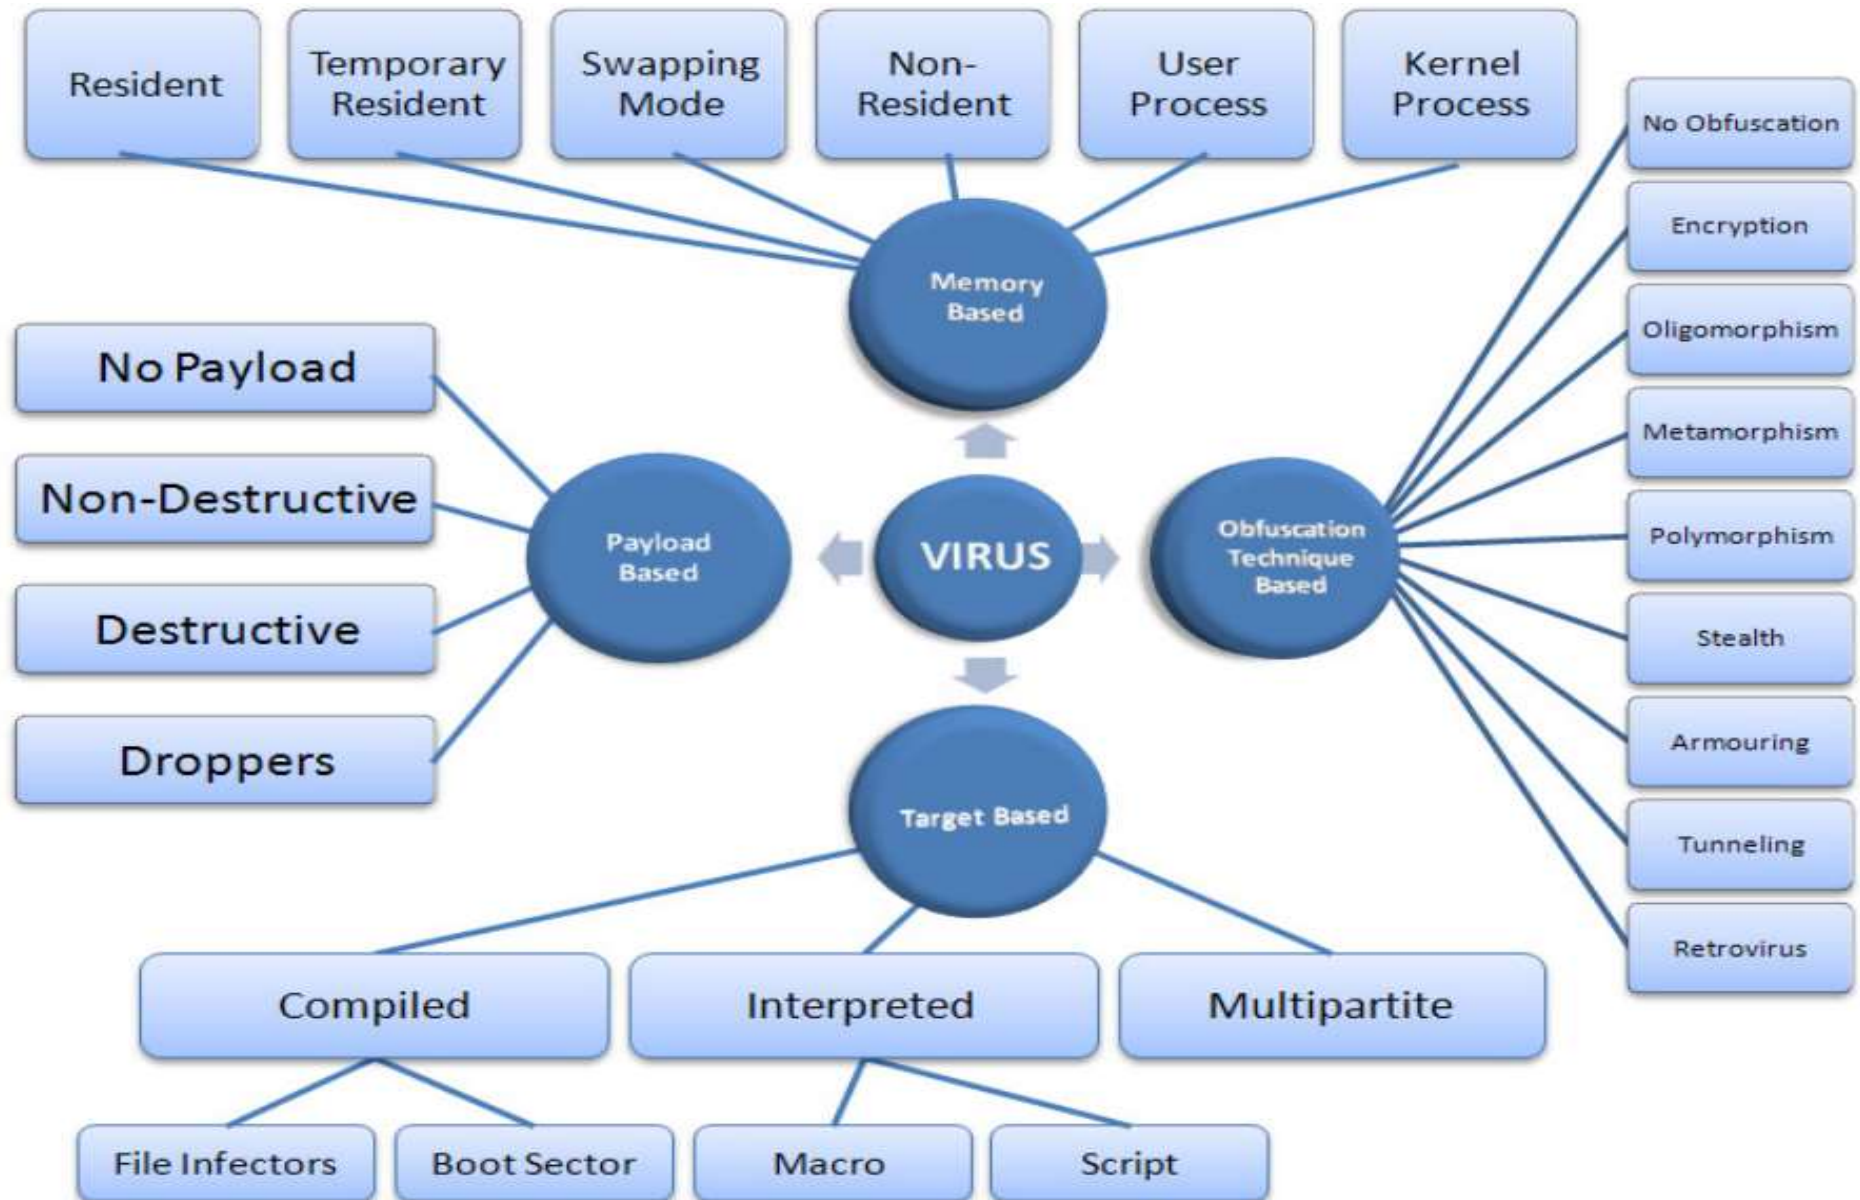 Resident
Temporary
Resident
Swapping
Mode
Non-
Resident
User
Process
Kernel
Process
Memory
Based
No Payload
Non-Destructive
Destructive
Droppers
Payload
Based
VIRUS
Obfuscation
Technique
Based
No Obfuscation
Encryption
Oligomorphism
Metamorphism
Polymorphism
Stealth
Armouring
Tunneling
Retrovirus
Target Based
Compiled
Interpreted
Multipartite
File Infectors
Boot Sector
Macro
Script